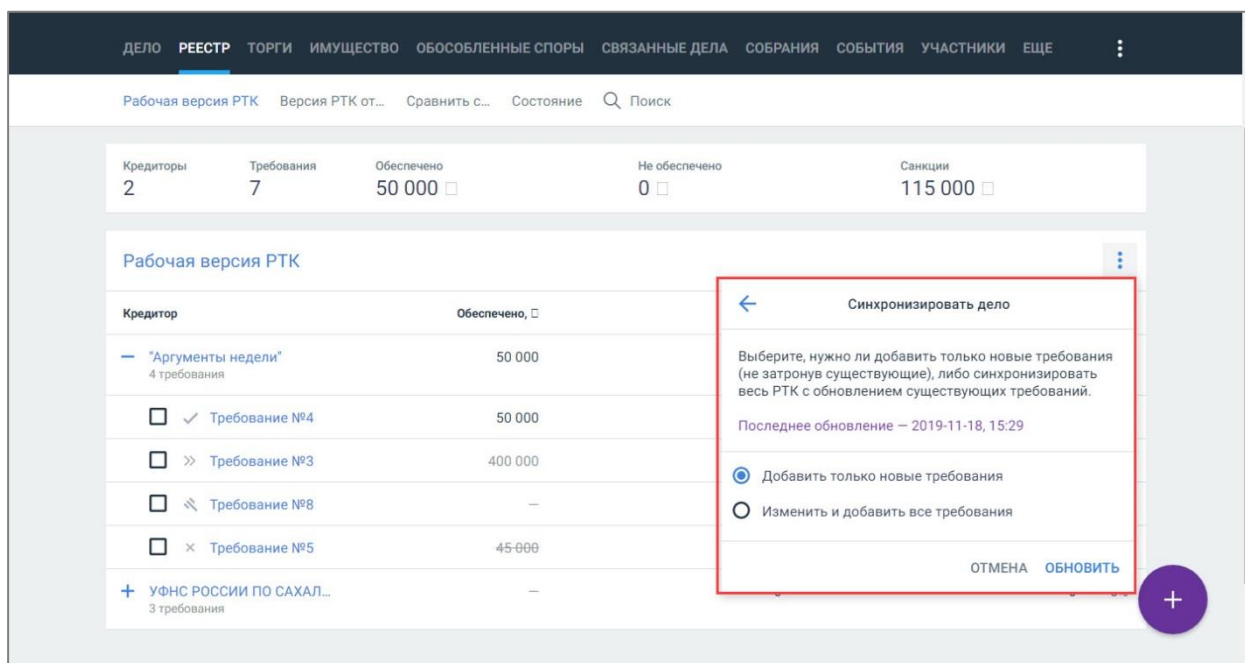 ДЕЛО РЕЕСТР ТОРГИ ИМУЩЕСТВО ОБОСОБЛЕННЫЕ СПОРЫ СВЯЗАННЫЕ ДЕЛА СОБРАНИЯ СОБЫТИЯ УЧАСТНИКИ ЕЩЕ
Рабочая версия РТК Версия РТК от... Сравнить с... Состояние Поиск
Кредиторы Требования Обеспечено Не обеспечено Санкции
2 7 50 000 0 115 000
Рабочая версия РТК
Кредитор Обеспечено,
"Аргументы недели" 50 000
4 требования
Требование №4 50 000
Требование №3 400 000
Требование №8 —
Требование №5 45 000
УФНС РОССИИ ПО САХАЛ... —
3 требования
Синхронизировать дело
Выберите, нужно ли добавить только новые требования
(не затронув существующие), либо синхронизировать
весь РТК с обновлением существующих требований.
Последнее обновление — 2019-11-18, 15:29
Добавить только новые требования
Изменить и добавить все требования
ОТМЕНА ОБНОВИТЬ